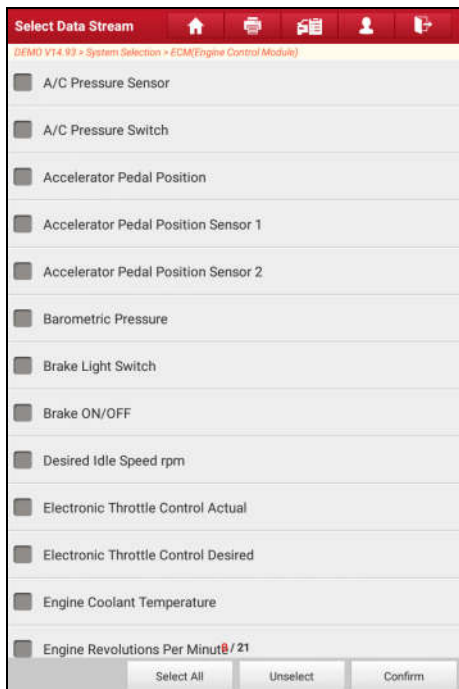 Select Data Stream
DEMO V14.93 > System Selection > ECM(Engine Control Module)
A/C Pressure Sensor
A/C Pressure Switch
Accelerator Pedal Position
Accelerator Pedal Position Sensor 1
Accelerator Pedal Position Sensor 2
Barometric Pressure
Brake Light Switch
Brake ON/OFF
Desired Idle Speed rpm
Electronic Throttle Control Actual
Electronic Throttle Control Desired
Engine Coolant Temperature
Engine Revolutions Per Minute / 21
Select All Unselect Confirm